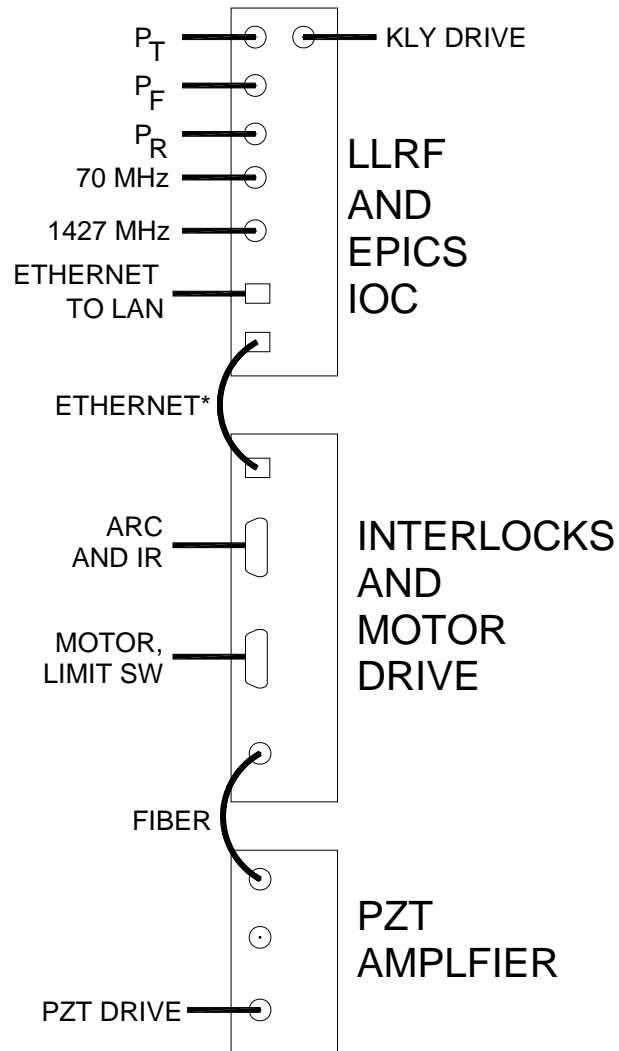 P_T
KLY DRIVE
P_F
P_R
70 MHz
1427 MHz
LLRF
AND
EPICS
IOC
ETHERNET
TO LAN
ETHERNET*
ARC
AND IR
INTERLOCKS
AND
MOTOR
DRIVE
MOTOR,
LIMIT SW
FIBER
PZT
AMPLFIER
PZT DRIVE